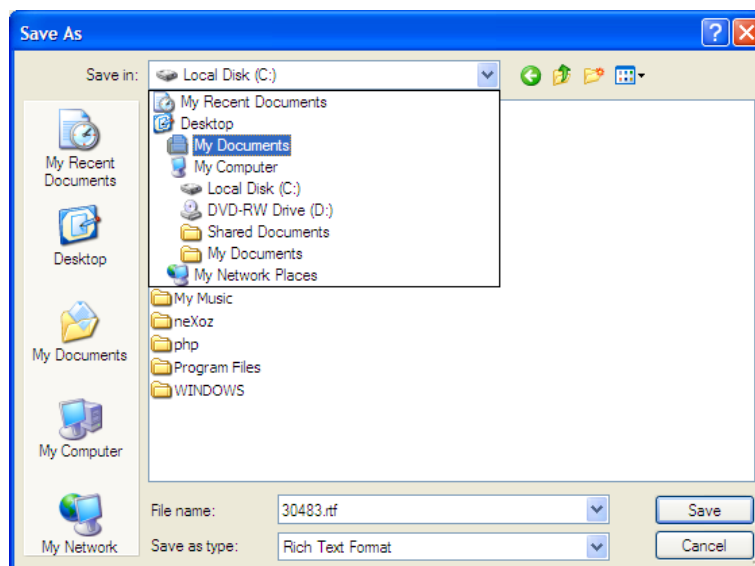 Save As
?
X
Save in:
Local Disk (C:)
My Recent Documents
Desktop
My Documents
My Computer
Local Disk (C:)
DVD-RW Drive (D:)
Shared Documents
My Documents
My Network Places
My Music
neXoz
php
Program Files
WINDOWS
My Recent
Documents
Desktop
My Documents
My Computer
My Network
File name:
30483.rtf
Save
Save as type:
Rich Text Format
Cancel